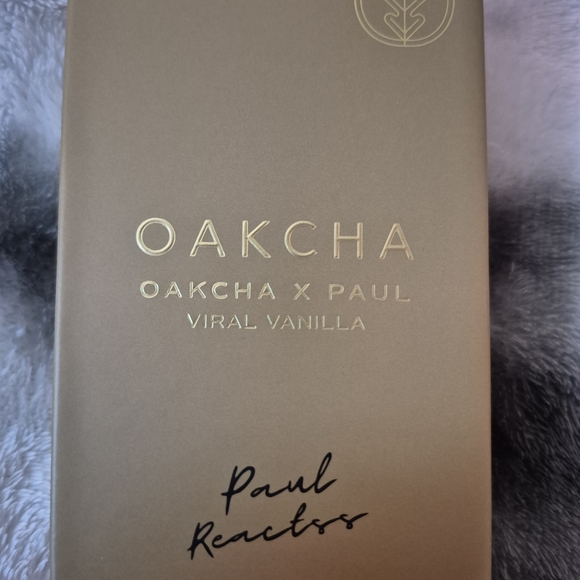 OAKCHA
OAKCHA X PAUL
VIRAL VANILLA
Paul
Reactss